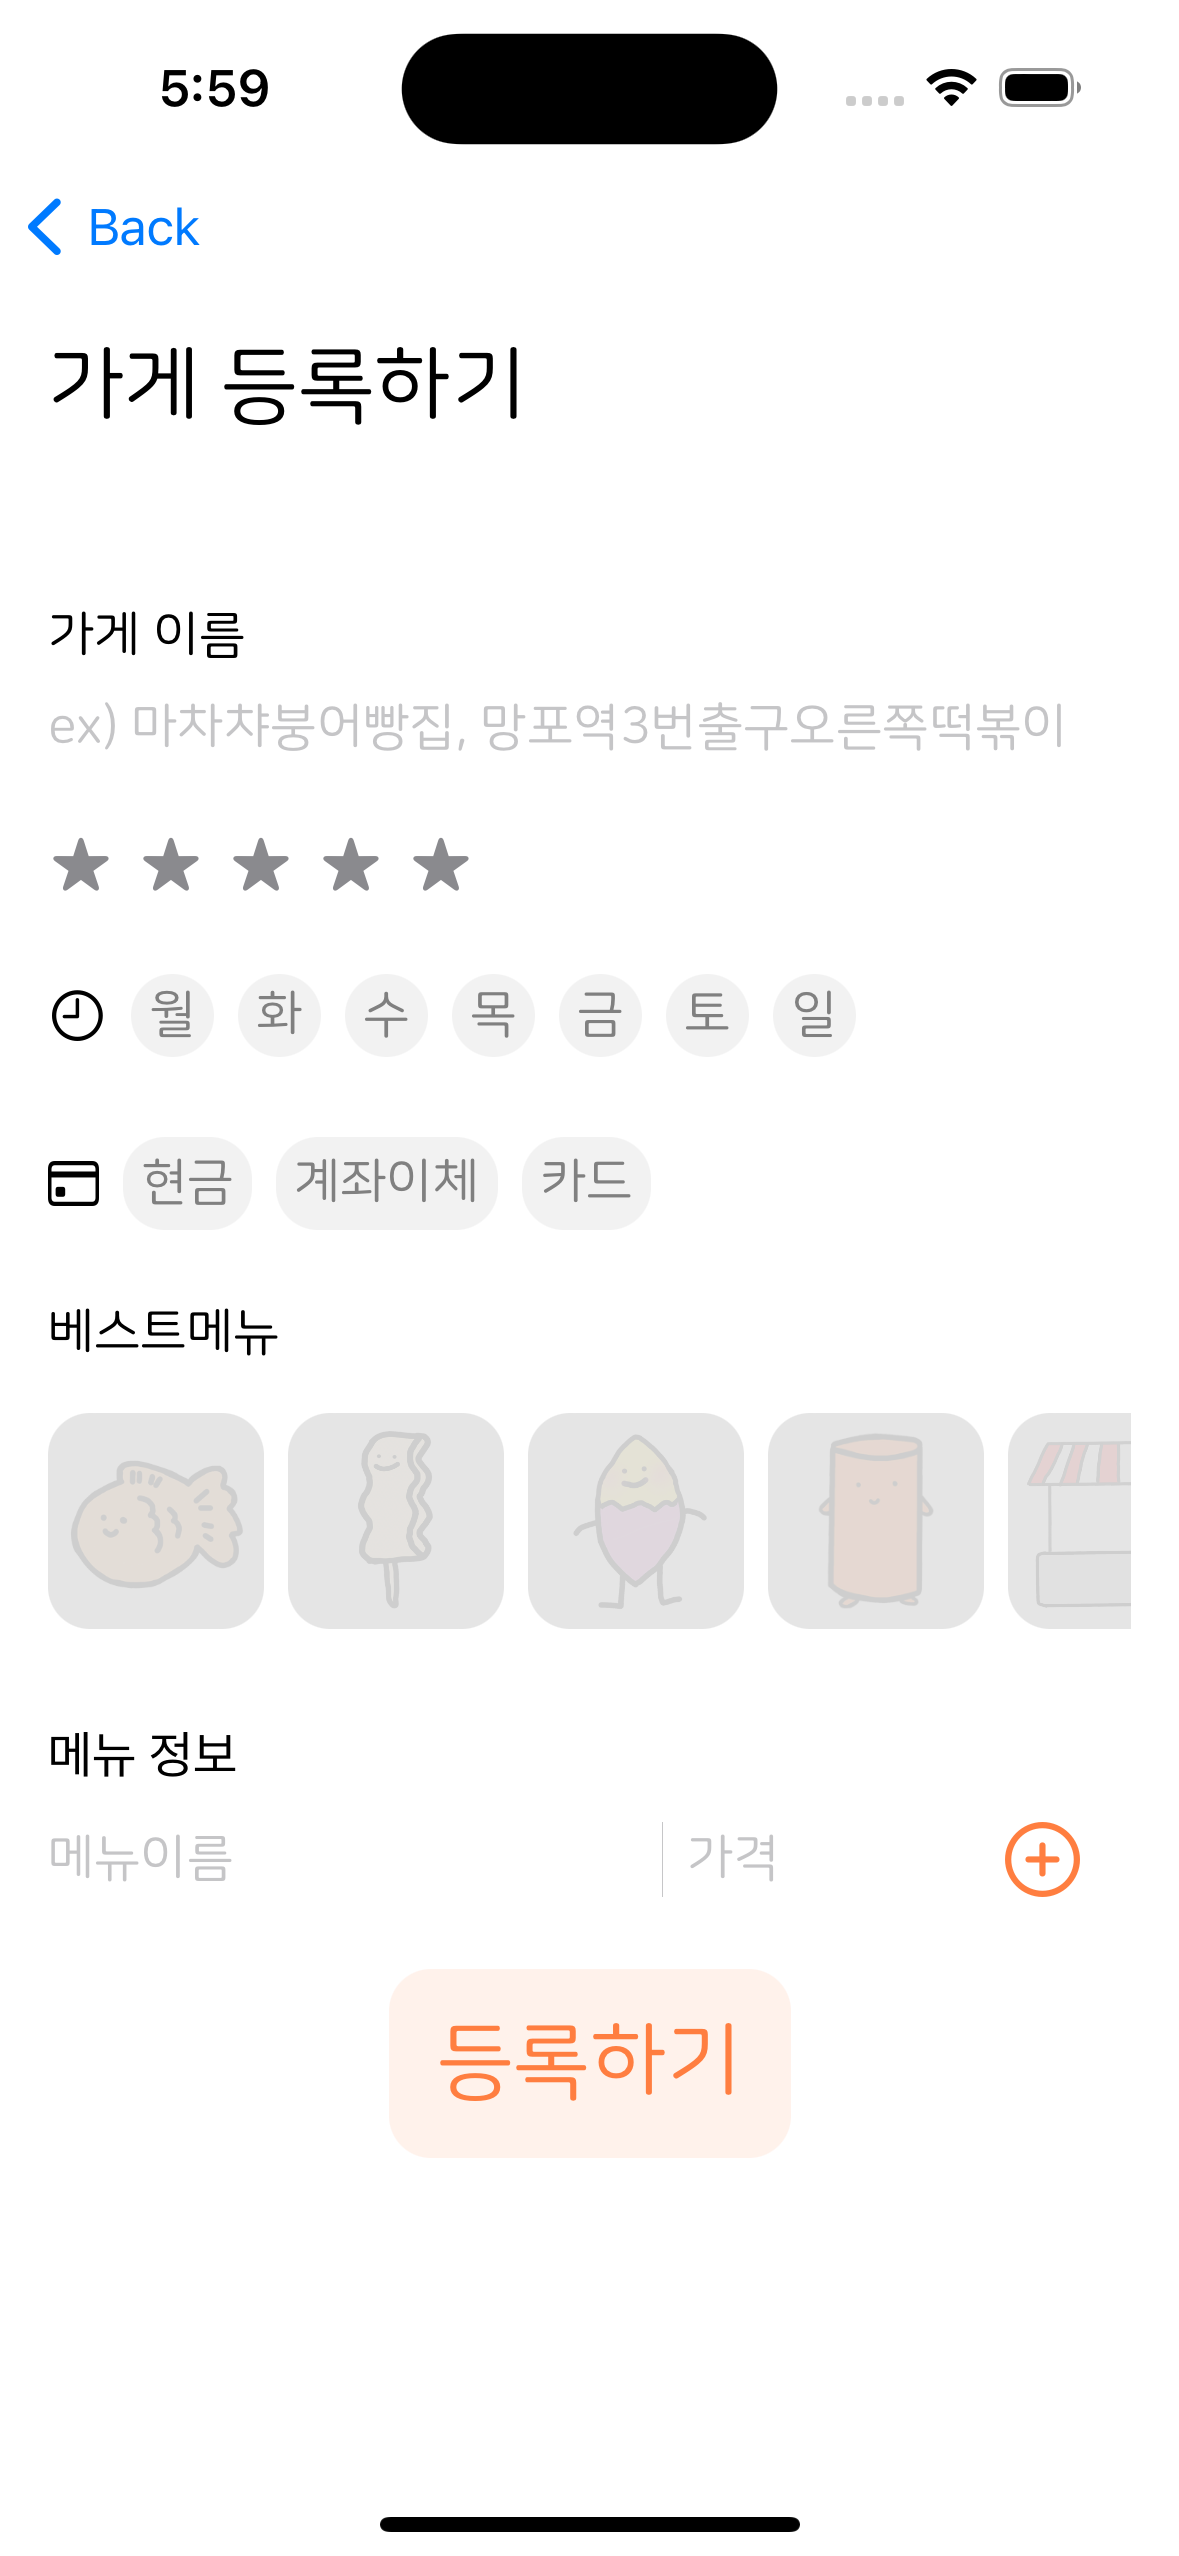 5:59
Back
가게 등록하기
가게 이름
ex) 마차챠붕어빵집, 망포역3번출구오른쪽떡볶이
월 화 수 목 금 토 일
현금 계좌이체 카드
베스트메뉴
메뉴 정보
메뉴이름 가격
등록하기